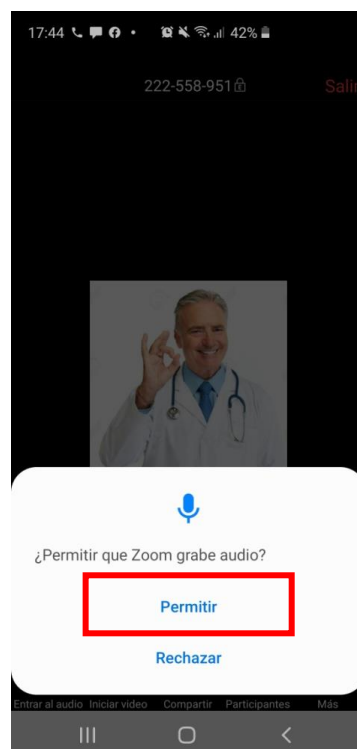 17:44 42%
222-558-951 Salir
¿Permitir que Zoom grabe audio?
Permitir
Rechazar
Entrar al audio Iniciar video Compartir Participantes Más